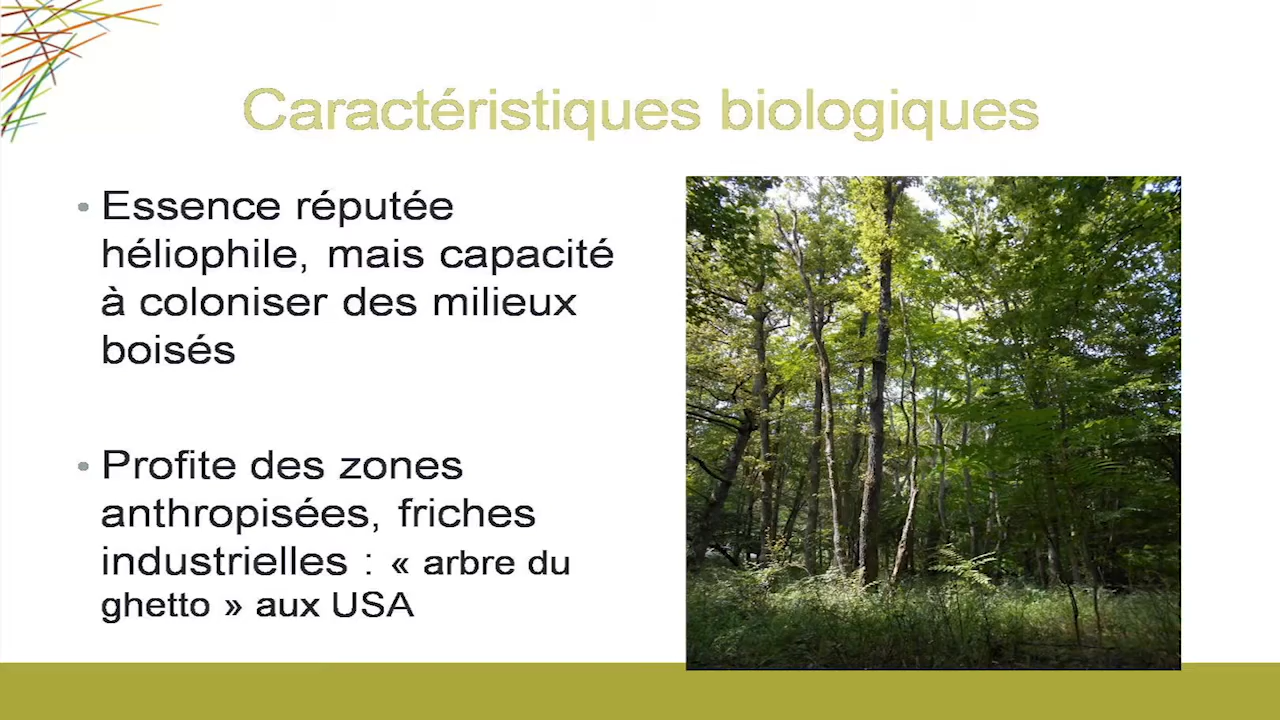 Caractéristiques biologiques
• Essence réputée
héliophile, mais capacité
à coloniser des milieux
boisés
• Profite des zones
anthropisées, friches
industrielles : « arbre du
ghetto » aux USA